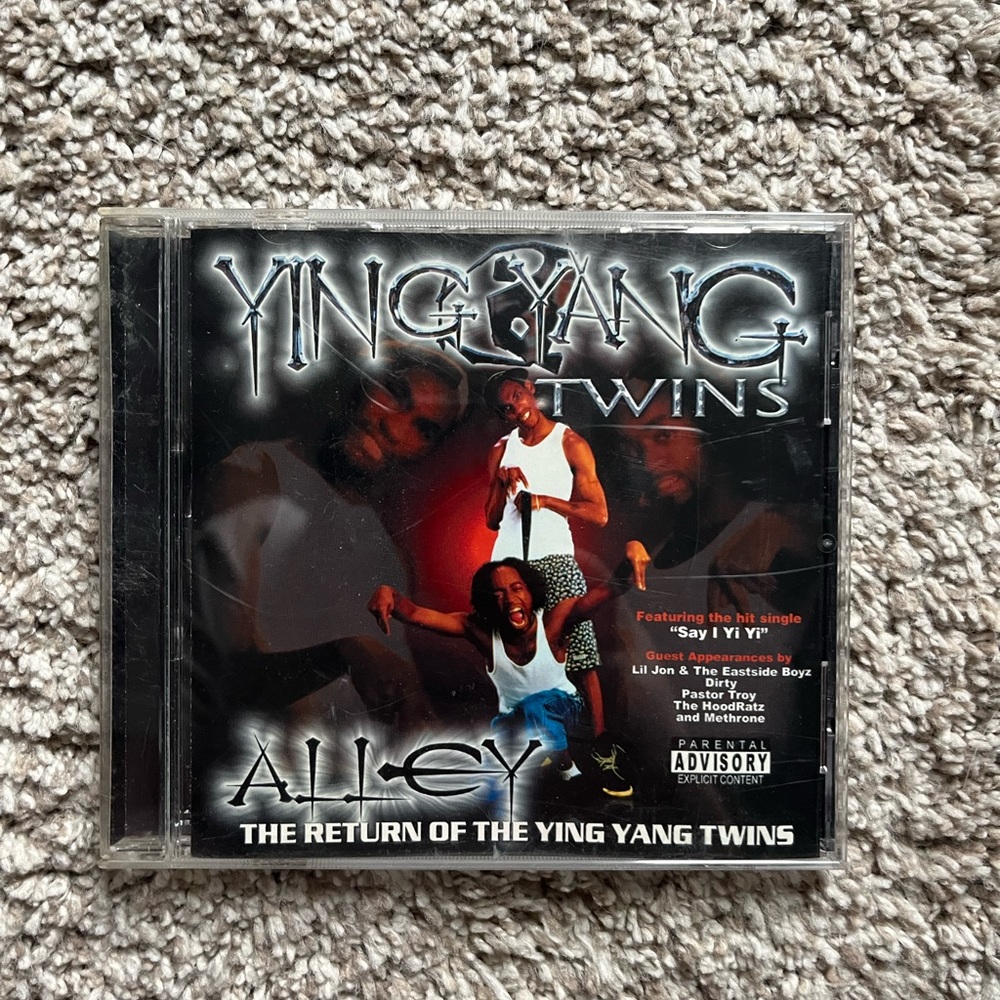 YING YANG
TWINS
Featuring the hit single
"Say I Yi Yi"
Guest Appearances by
Lil Jon & The Eastside Boyz
Dirty
Pastor Troy
The HoodRatz
and Methrone
PARENTAL
ADVISORY
EXPLICIT CONTENT
ALLEY
THE RETURN OF THE YING YANG TWINS